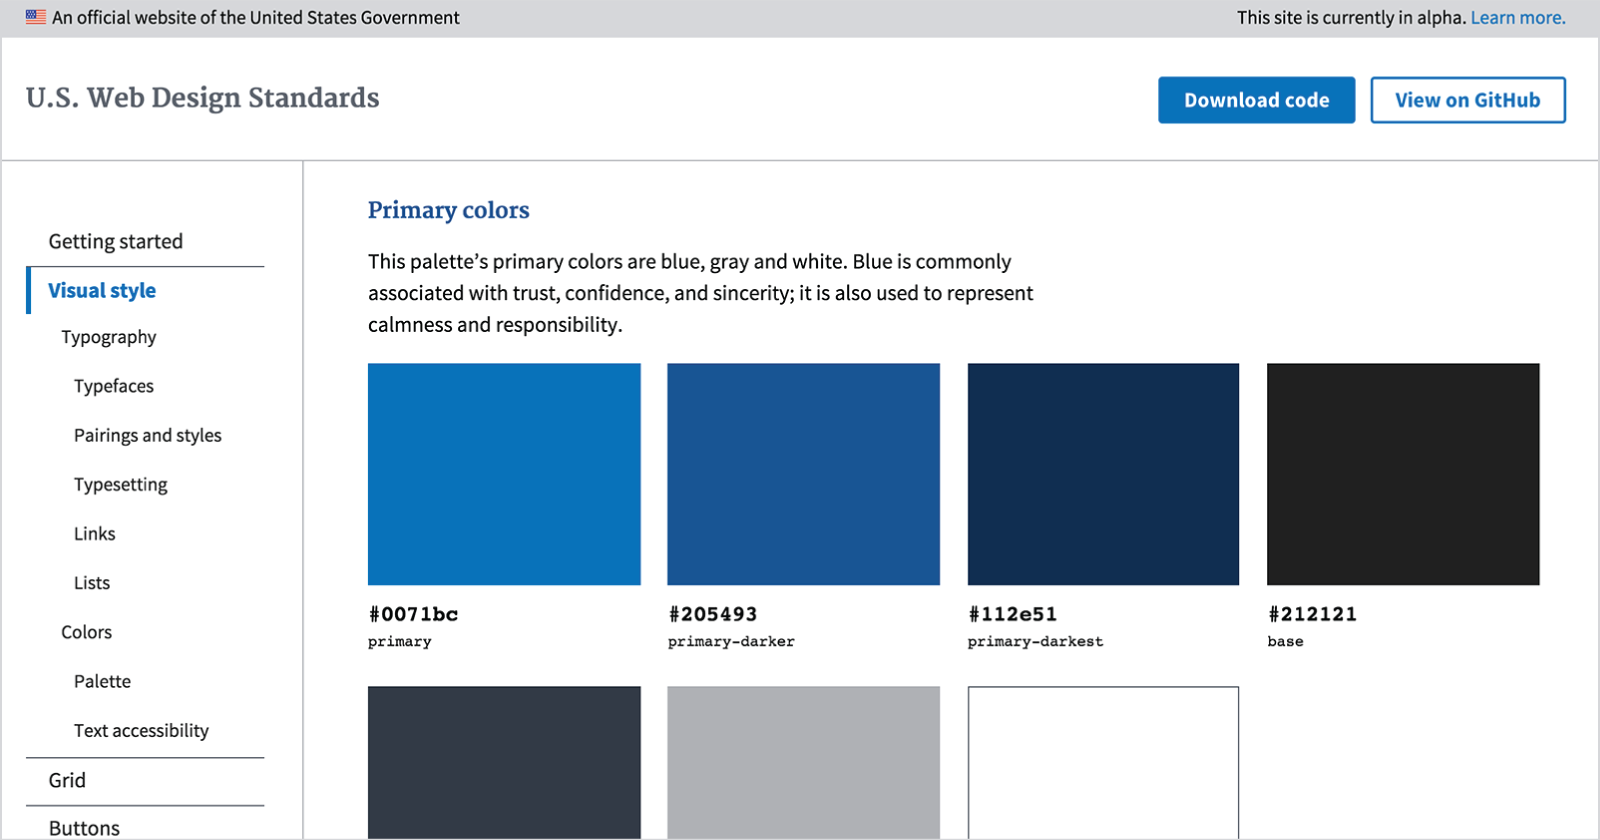 An official website of the United States Government
This site is currently in alpha. Learn more.
U.S. Web Design Standards
Download code
View on GitHub
Getting started
Visual style
Typography
Typefaces
Pairings and styles
Typesetting
Links
Lists
Colors
Palette
Text accessibility
Grid
Buttons
Primary colors
This palette’s primary colors are blue, gray and white. Blue is commonly
associated with trust, confidence, and sincerity; it is also used to represent
calmness and responsibility.
#0071bc
primary
#205493
primary-darker
#112e51
primary-darkest
#212121
base